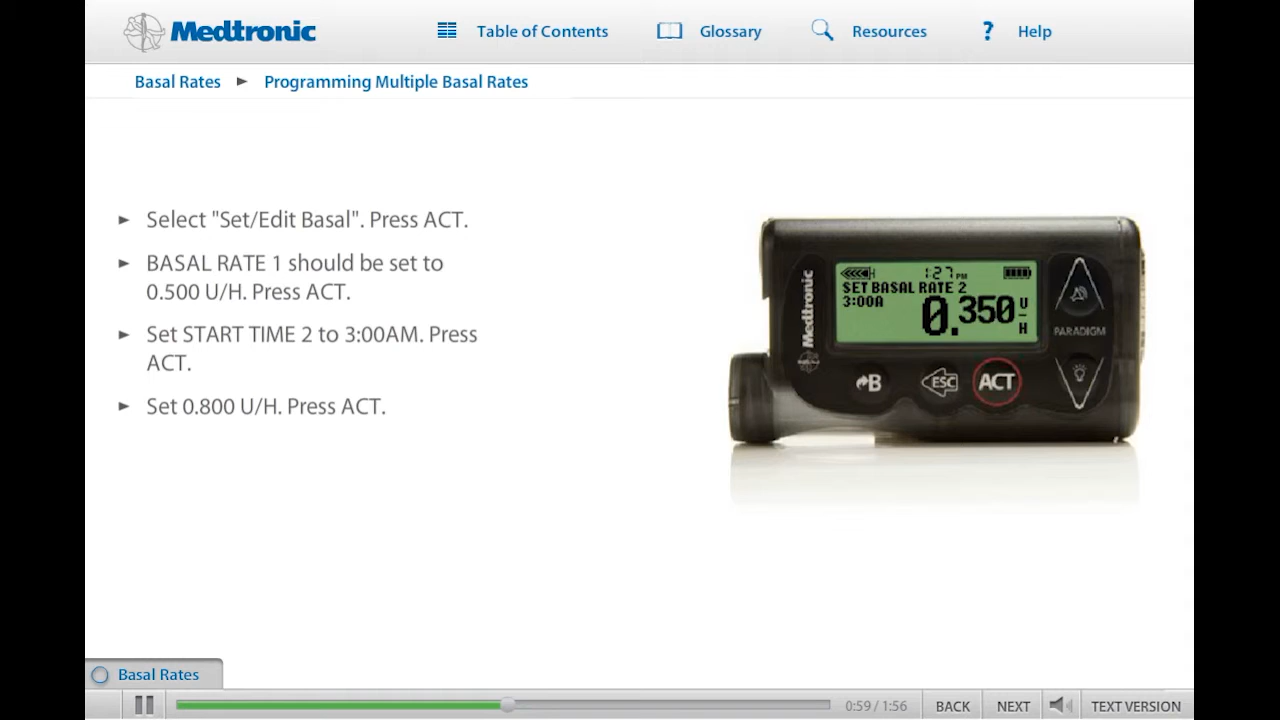 Medtronic
Table of Contents
Glossary
Resources
? Help
Basal Rates ► Programming Multiple Basal Rates
► Select "Set/Edit Basal". Press ACT.
► BASAL RATE 1 should be set to
0.500 U/H. Press ACT.
► Set START TIME 2 to 3:00AM. Press
ACT.
► Set 0.800 U/H. Press ACT.
Medtronic
1:27 PM
SET BASAL RATE 2
3:00A
0.350 U
H
PARADIGM
B
ESC
ACT
Basal Rates
0:59 / 1:56
BACK
NEXT
TEXT VERSION